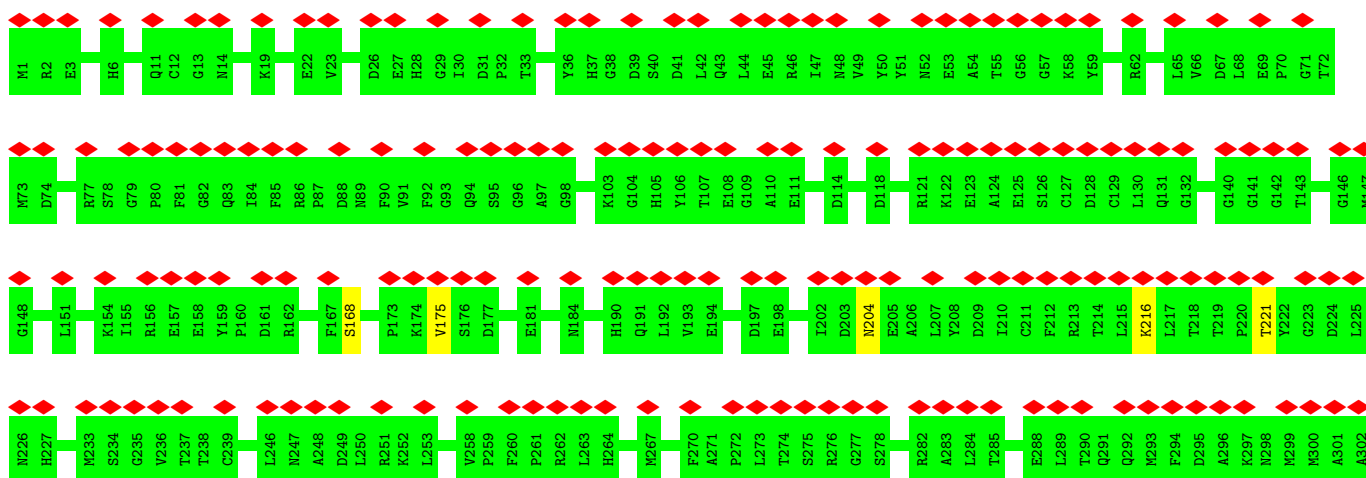 M1 R2 E3 H6 Q11 C12 G13 N14 K19 E22 V23 D26 E27 H28 G29 I30 D31 P32 T33 Y36 H37 G38 D39 S40 D41 L42 Q43 L44 E45 R46 I47 N48 V49 Y50 Y51 N52 E53 A54 T55 G56 G57 K58 Y59 R62 L65 V66 D67 L68 E69 P70 G71 T72
M73 D74 R77 S78 G79 P80 F81 G82 Q83 I84 F85 R86 P87 D88 N89 F90 V91 F92 G93 Q94 S95 G96 A97 G98 K103 G104 H105 Y106 T107 E108 G109 A110 E111 D114 D118 R121 K122 E123 A124 E125 S126 C127 D128 C129 L130 Q131 G132 G140 G141 G142 T143 G146 M147
G148 L151 K154 I155 R156 E157 E158 Y159 P160 D161 R162 F167 S168 P173 K174 V175 S176 D177 E181 N184 H190 Q191 L192 V193 E194 D197 E198 I202 D203 N204 E205 A206 L207 Y208 D209 I210 C211 F212 R213 T214 L215 K216 L217 T218 T219 P220 T221 Y222 G223 D224 L225
N226 H227 M233 S234 G235 V236 T237 T238 C239 L246 N247 A248 D249 L250 R251 K252 L253 V258 P259 F260 P261 R262 L263 H264 M267 F270 A271 P272 L273 T274 S275 R276 G277 S278 R282 A283 L284 T285 E288 L289 T290 Q291 Q292 M293 F294 D295 A296 K297 N298 M299 M300 A301 A302